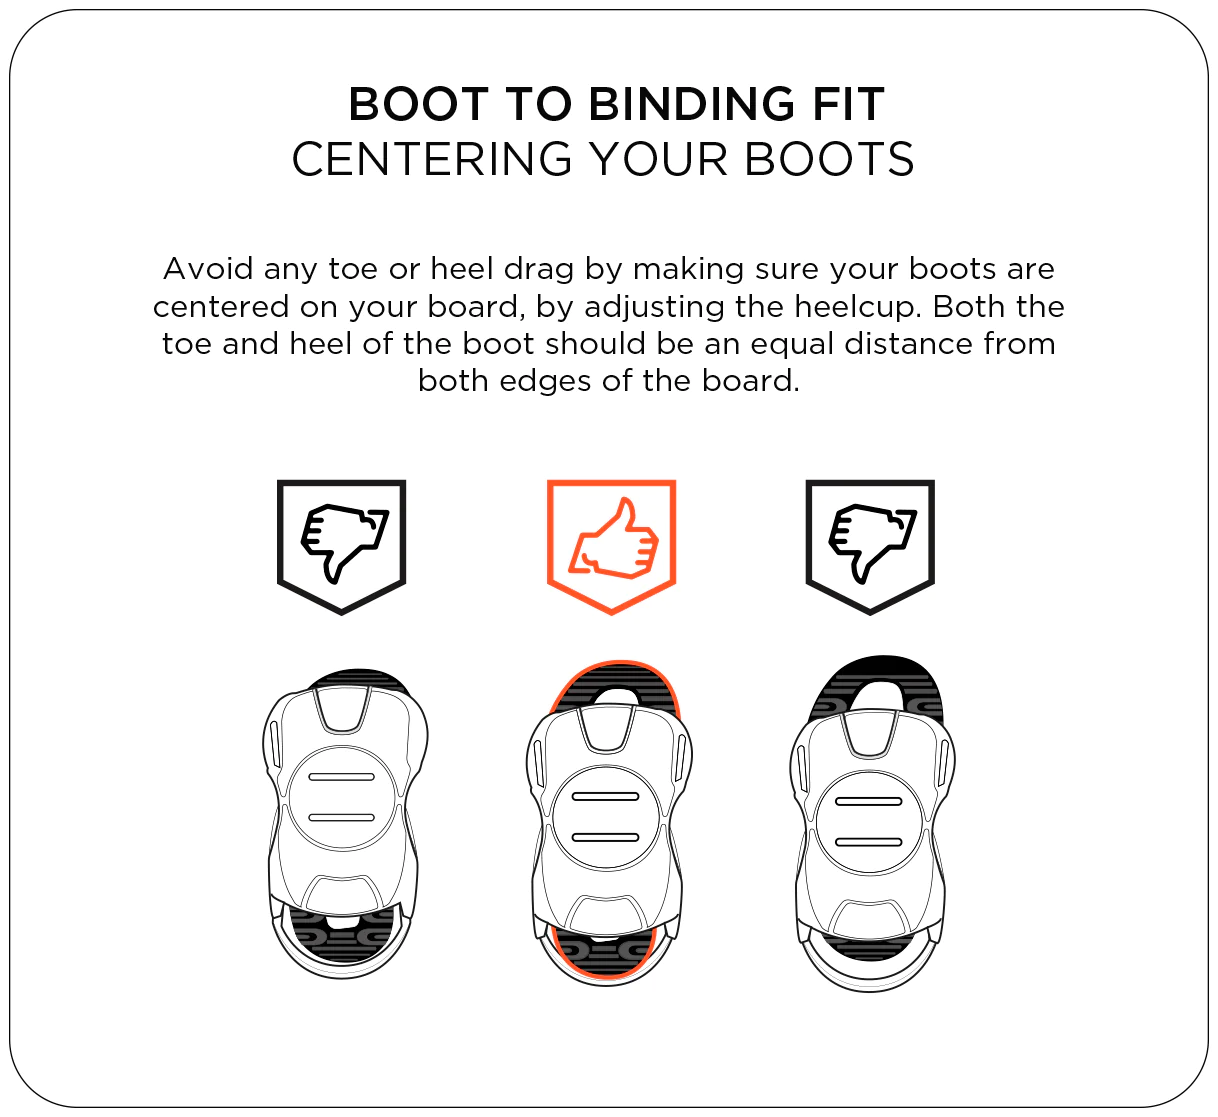 BOOT TO BINDING FIT
CENTERING YOUR BOOTS
Avoid any toe or heel drag by making sure your boots are
centered on your board, by adjusting the heelcup. Both the
toe and heel of the boot should be an equal distance from
both edges of the board.